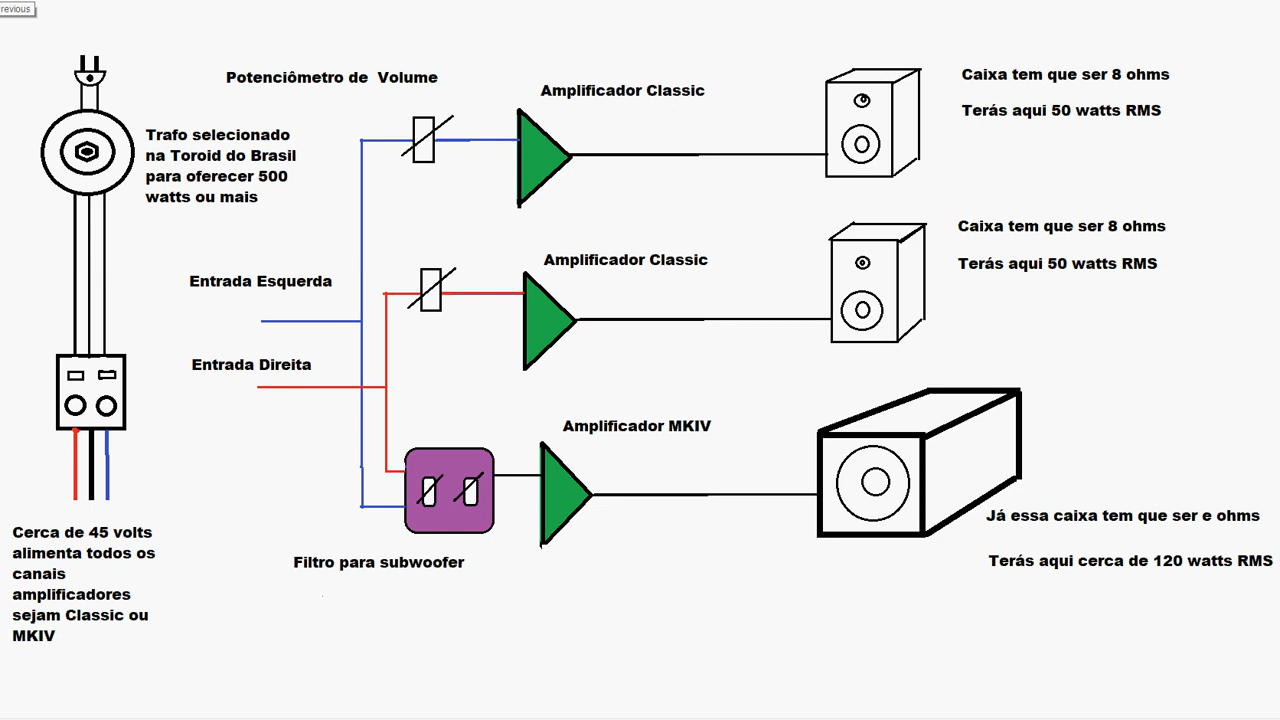 revious
Potenciômetro de Volume
Amplificador Classic
Caixa tem que ser 8 ohms
Terás aqui 50 watts RMS
Trafo selecionado
na Toroid do Brasil
para oferecer 500
watts ou mais
Caixa tem que ser 8 ohms
Terás aqui 50 watts RMS
Amplificador Classic
Entrada Esquerda
Entrada Direita
Amplificador MKIV
Já essa caixa tem que ser e ohms
Terás aqui cerca de 120 watts RMS
Filtro para subwoofer
Cerca de 45 volts
alimenta todos os
canais
amplificadores
sejam Classic ou
MKIV